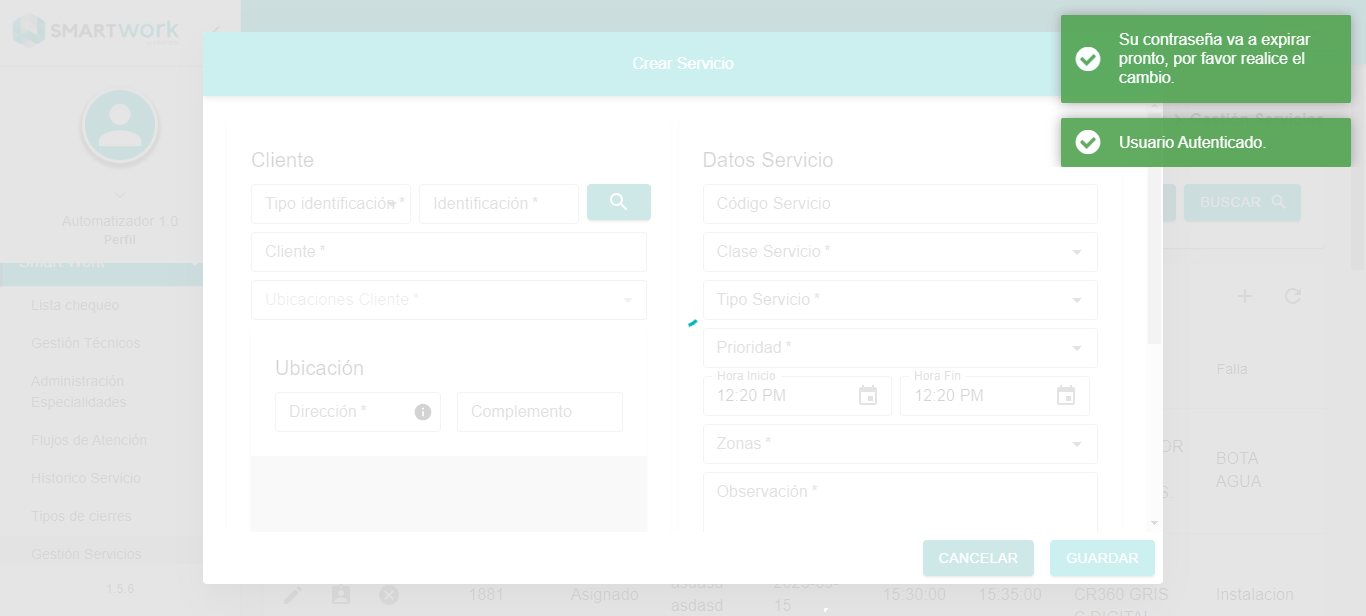 SMARTWORK
Su contraseña va a expirar
pronto, por favor realice el
cambio.
Crear Servicio
Usuario Autenticado.
Cliente
Datos Servicio
Tipo identificación *
Identificación *
Código Servicio
BUSCAR
Automatizador 1.0
Perfil
Cliente *
Clase Servicio *
Smart Work
Lista chequeo
Ubicaciones Cliente *
Tipo Servicio *
Gestión Técnicos
Prioridad *
Ubicación
Falla
Administración
Especialidades
Hora Inicio
12:20 PM
Hora Fin
12:20 PM
Dirección *
Complemento
Flujos de Atención
Zonas *
BOTA
AGUA
Historico Servicio
Observación *
Tipos de cierres
Gestión Servicios
CANCELAR
GUARDAR
1.5.6
1881
Asignado
asdasd
asdasd
15
15:30:00
15:35:00
CR360 GRIS
Instalacion